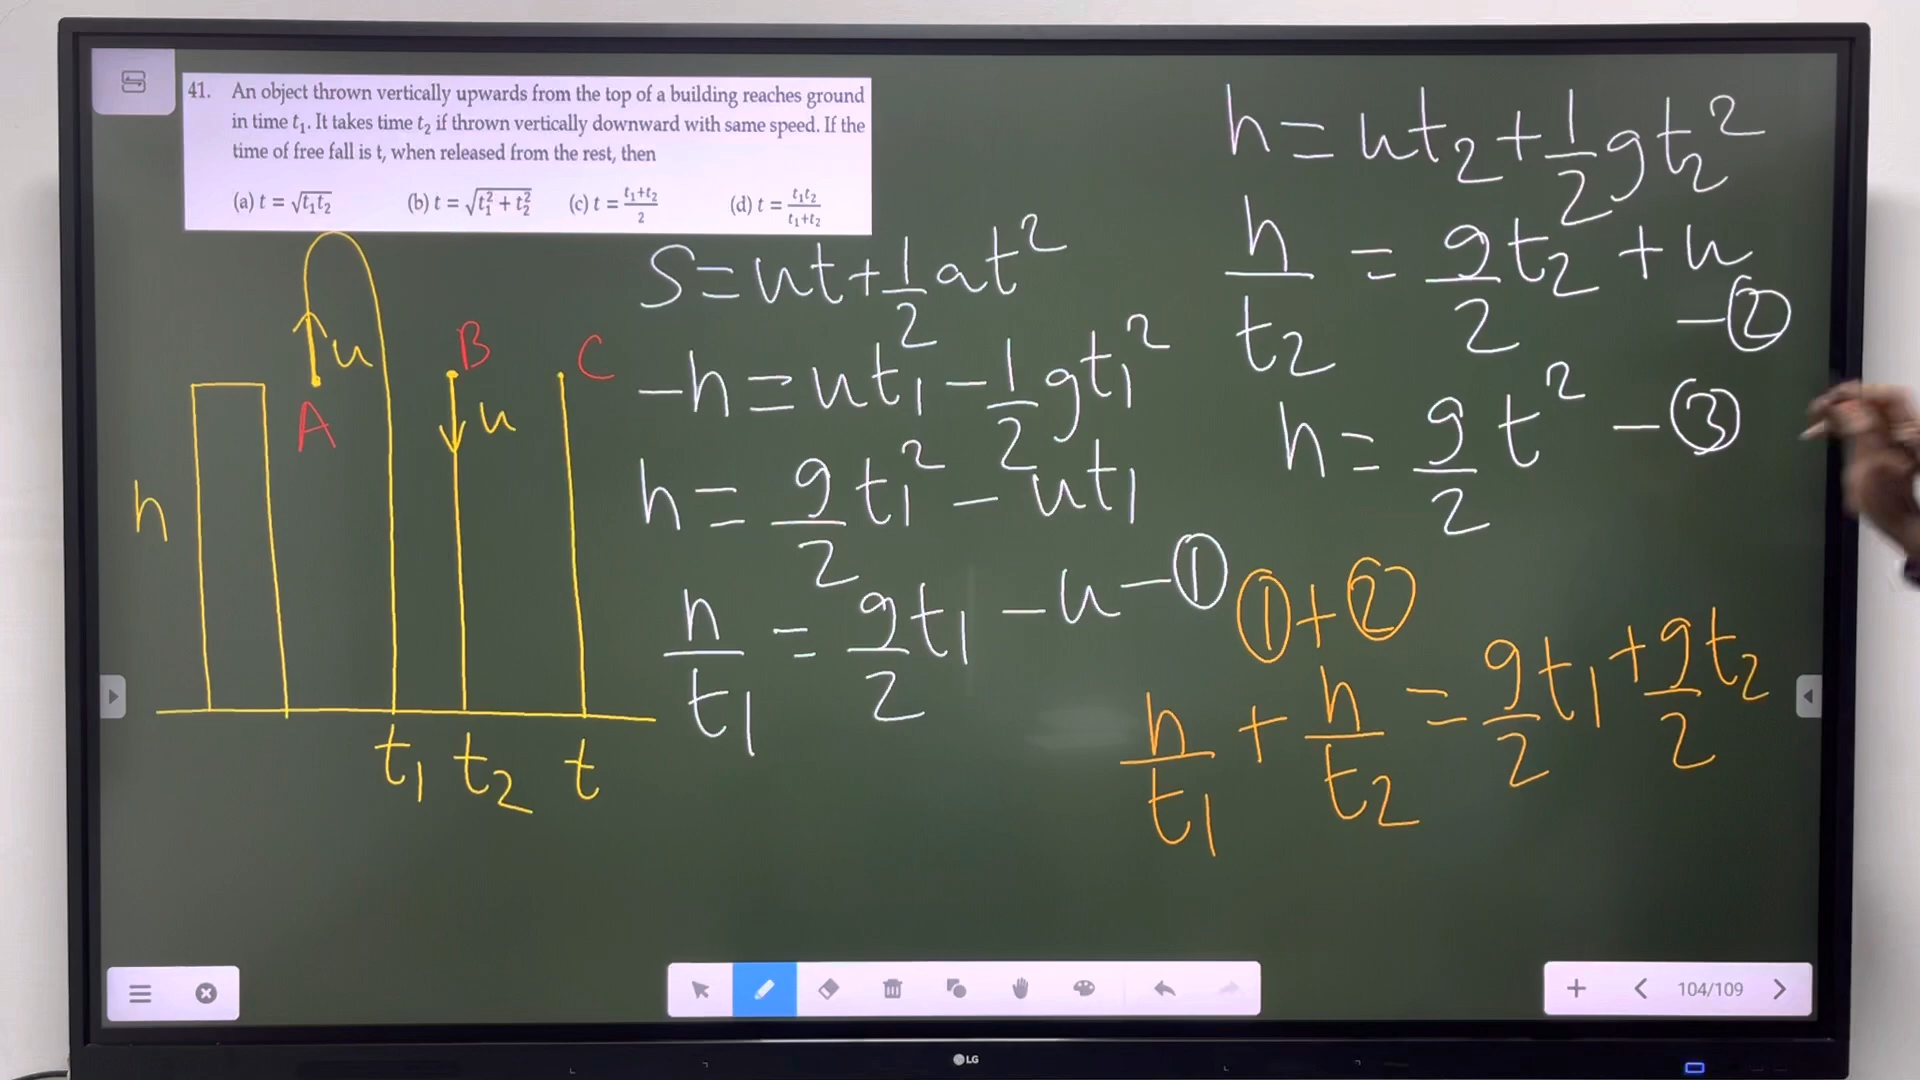 41. An object thrown vertically upwards from the top of a building reaches ground
in time t₁. It takes time t₂ if thrown vertically downward with same speed. If the
time of free fall is t, when released from the rest, then
(a) t = √(t₁t₂) (b) t = √(t₁² + t₂²) (c) t = (t₁+t₂)/2 (d) t = t₁t₂/(t₁+t₂)
u
A
B
u
C
h
t₁ t₂ t
S = ut + 1/2 at²
-h = ut₁ - 1/2 gt₁²
h = g/2 t₁² - ut₁
h/t₁ = g/2 t₁ - u - ①
h = ut₂ + 1/2 gt₂²
h/t₂ = g/2 t₂ + u
- ②
h = g/2 t² - ③
① + ②
h/t₁ + h/t₂ = g/2 t₁ + g/2 t₂
104/109
LG